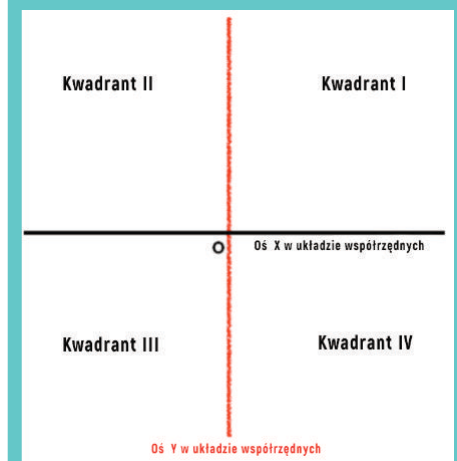 Kwadrant II
Kwadrant I
O
Oś X w układzie współrzędnych
Kwadrant III
Kwadrant IV
Oś Y w układzie współrzędnych